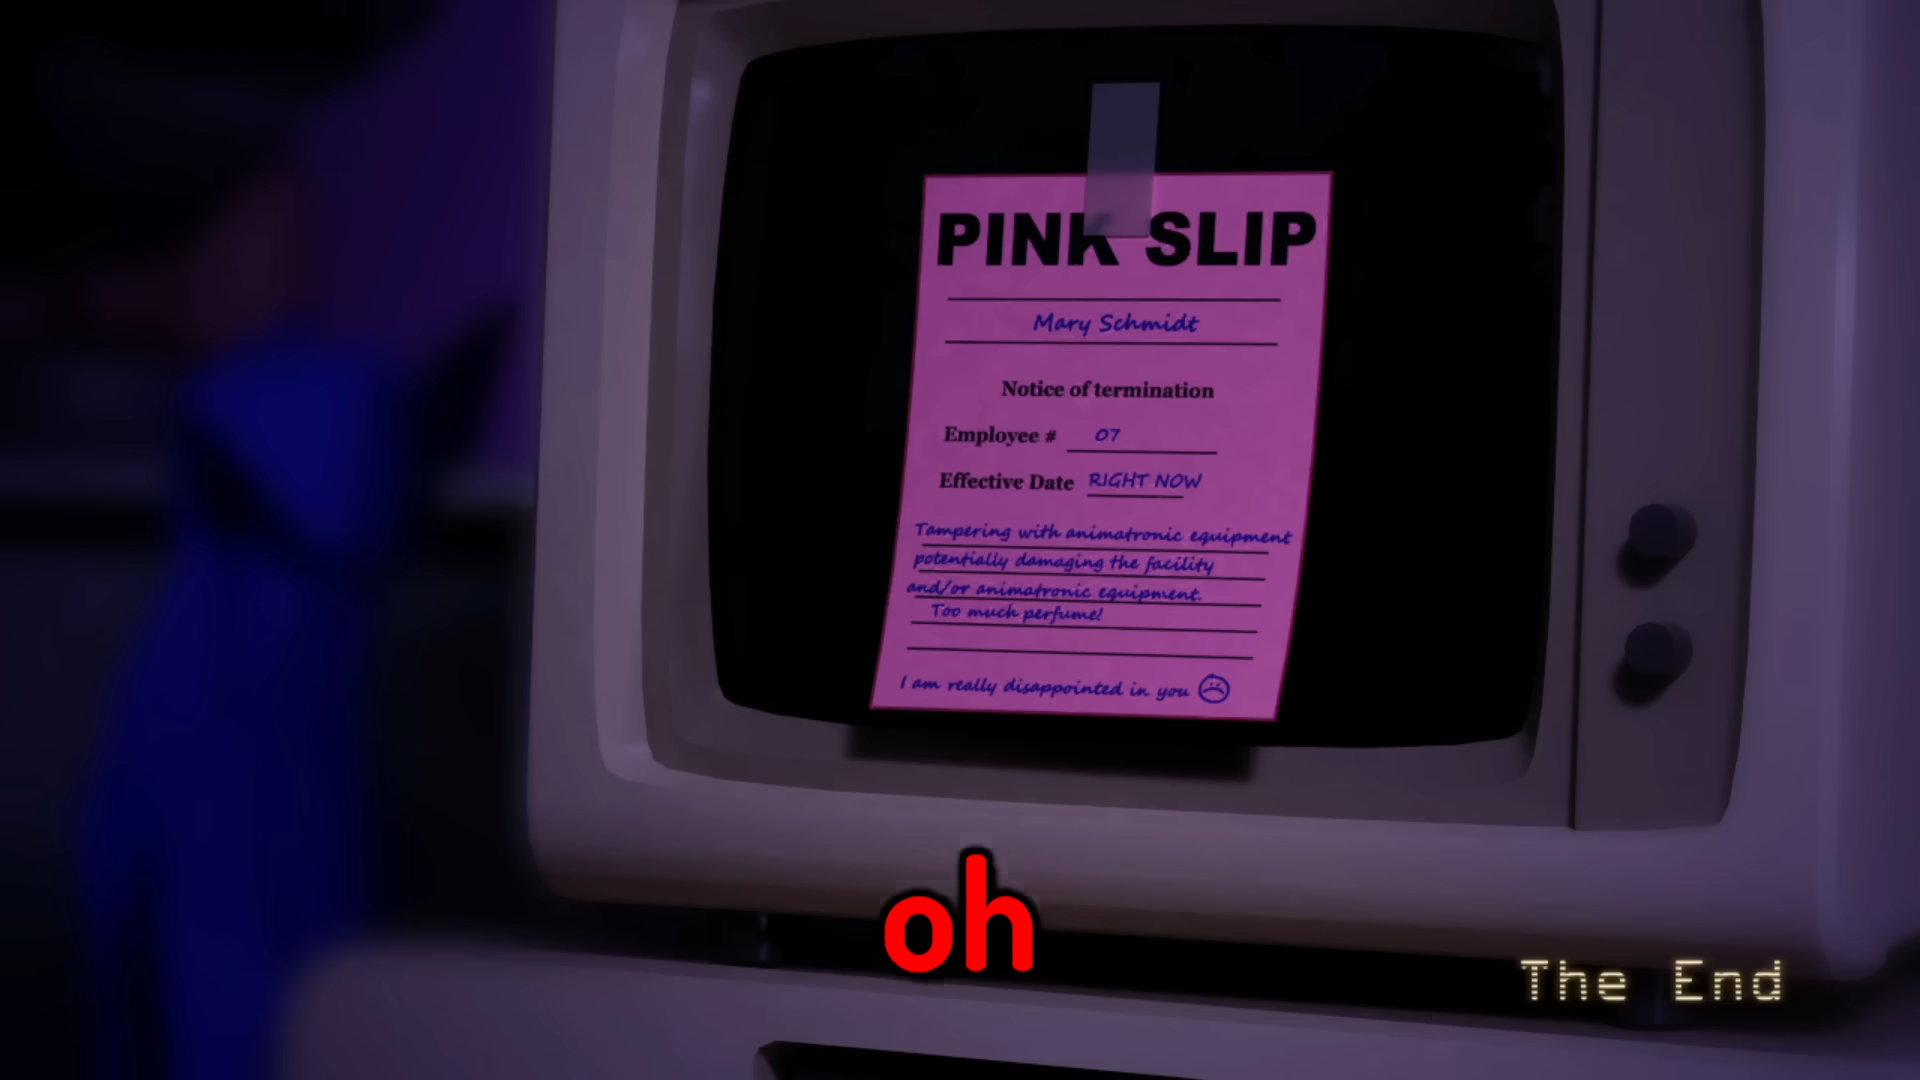 PINK SLIP
Mary Schmidt
Notice of termination
Employee # 07
Effective Date RIGHT NOW
Tampering with animatronic equipment
potentially damaging the facility
and/or animatronic equipment.
Too much perfume!
I am really disappointed in you
oh
The End